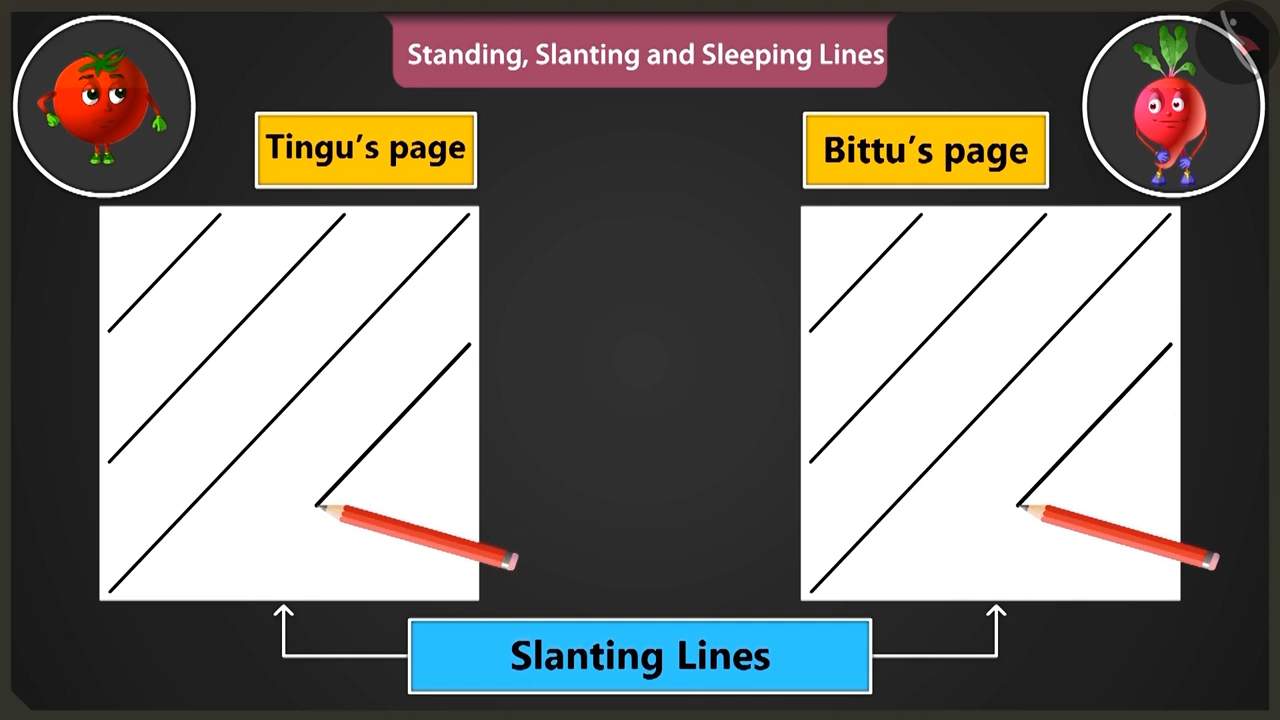 Standing, Slanting and Sleeping Lines
Tingu's page
Bittu's page
Slanting Lines